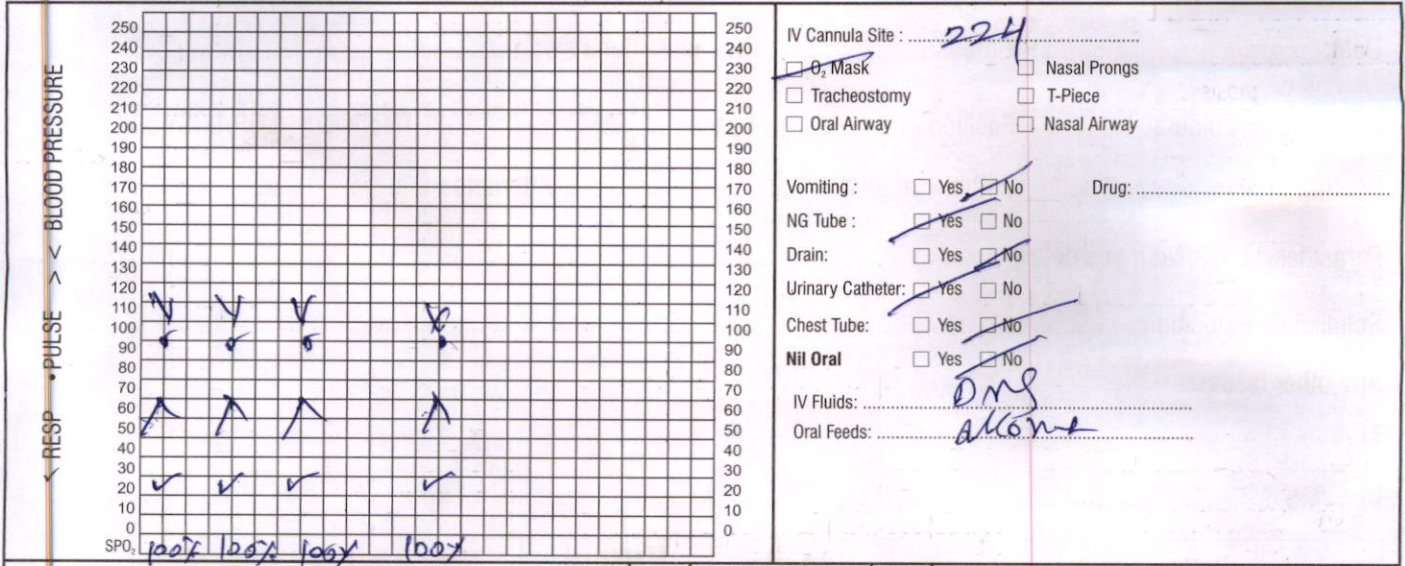 ✓ RESP • PULSE >< BLOOD PRESSURE
250 250
240 240
230 230
220 220
210 210
200 200
190 190
180 180
170 170
160 160
150 150
140 140
130 130
120 120
110 110
100 100
90 90
80 80
70 70
60 60
50 50
40 40
30 30
20 20
10 10
0 0
SPO₂ 100% 100% 100% 100%
IV Cannula Site :
☐ O₂ Mask ☐ Nasal Prongs
☐ Tracheostomy ☐ T-Piece
☐ Oral Airway ☐ Nasal Airway
Vomiting : ☐ Yes ☐ No Drug:
NG Tube : ☐ Yes ☐ No
Drain: ☐ Yes ☐ No
Urinary Catheter: ☐ Yes ☐ No
Chest Tube: ☐ Yes ☐ No
Nil Oral ☐ Yes ☐ No
IV Fluids:
Oral Feeds: